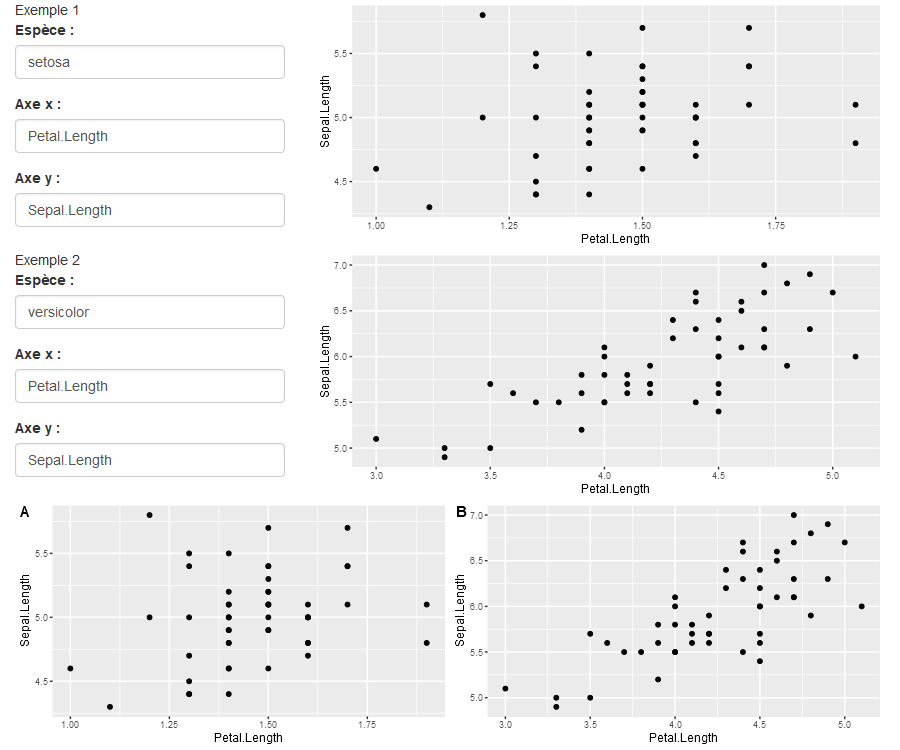 Exemple 1
Espèce :
setosa
Axe x :
Petal.Length
Axe y :
Sepal.Length
Sepal.Length
5.5
5.0
4.5
1.00 1.25 1.50 1.75
Petal.Length
Exemple 2
Espèce :
versicolor
Axe x :
Petal.Length
Axe y :
Sepal.Length
Sepal.Length
7.0
6.5
6.0
5.5
5.0
3.0 3.5 4.0 4.5 5.0
Petal.Length
A
Sepal.Length
5.5
5.0
4.5
1.00 1.25 1.50 1.75
Petal.Length
B
Sepal.Length
7.0
6.5
6.0
5.5
5.0
3.0 3.5 4.0 4.5 5.0
Petal.Length